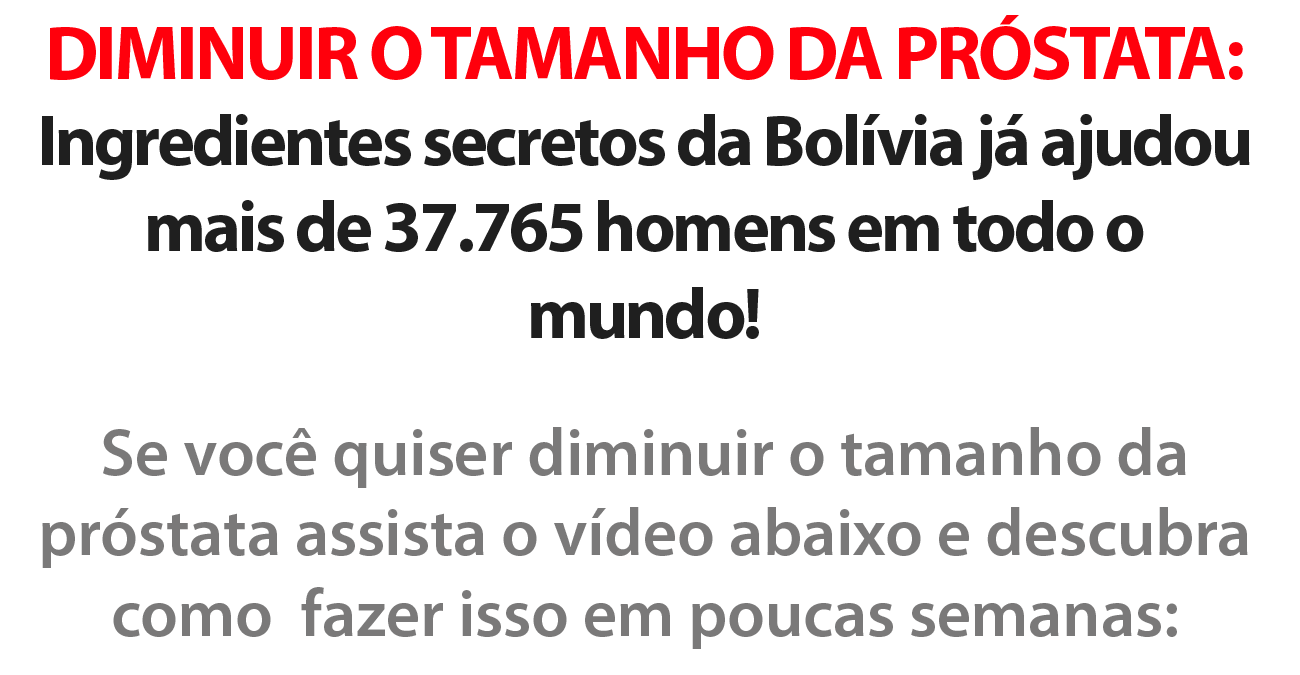 DIMINUIR O TAMANHO DA PRÓSTATA:
Ingredientes secretos da Bolívia já ajudou
mais de 37.765 homens em todo o
mundo!
Se você quiser diminuir o tamanho da
próstata assista o vídeo abaixo e descubra
como fazer isso em poucas semanas: